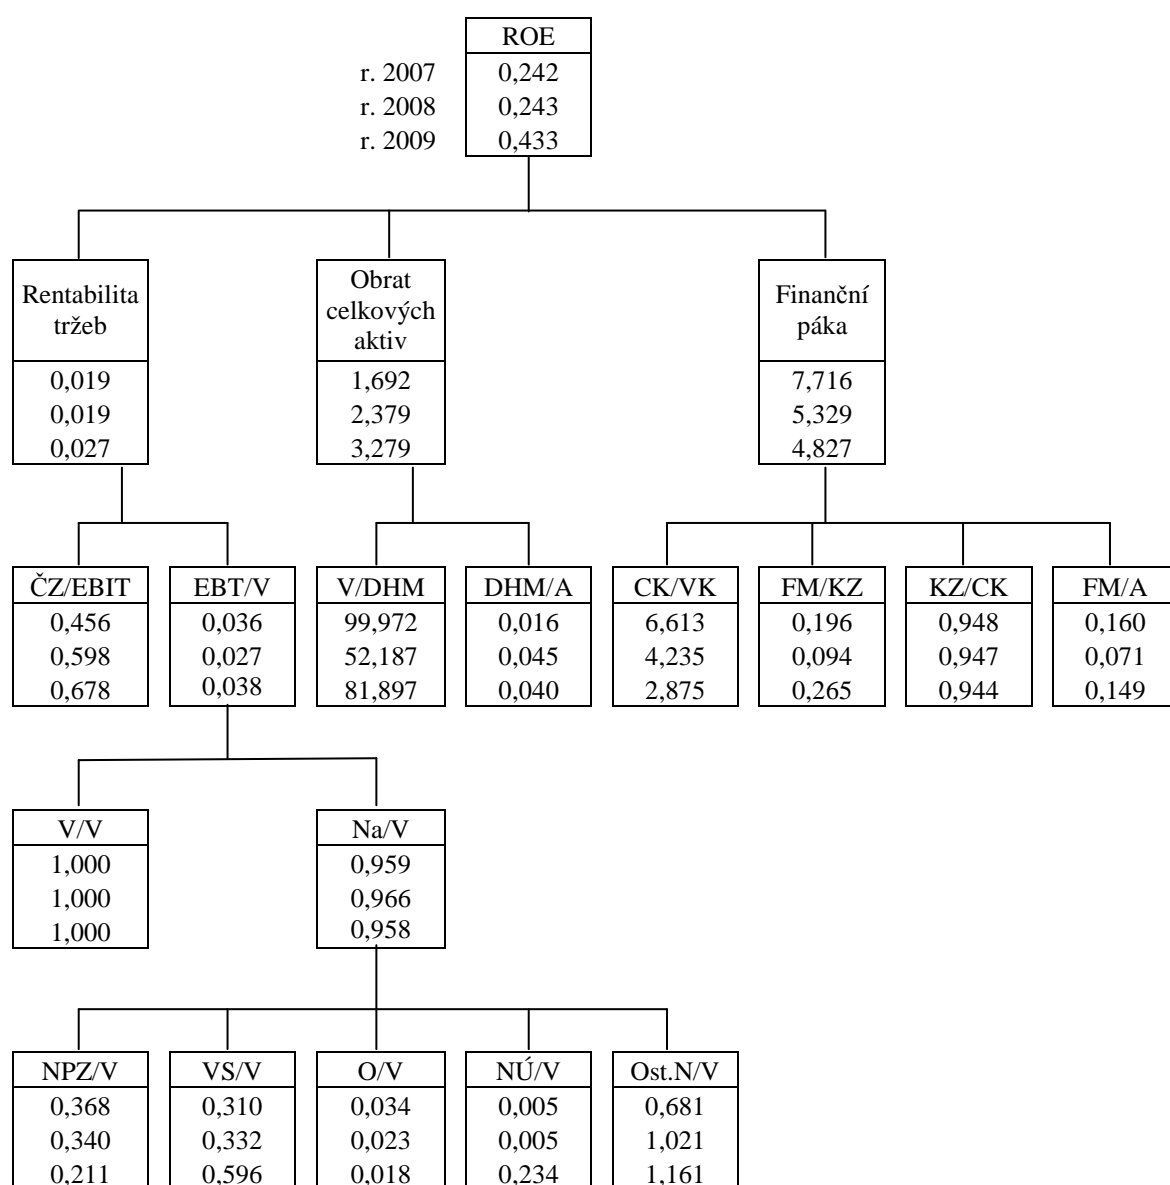 ROE
r. 2007 0,242
r. 2008 0,243
r. 2009 0,433
Rentabilita
tržeb
0,019
0,019
0,027
Obrat
celkových
aktiv
1,692
2,379
3,279
Finanční
páka
7,716
5,329
4,827
ČZ/EBIT
0,456
0,598
0,678
EBT/V
0,036
0,027
0,038
V/DHM
99,972
52,187
81,897
DHM/A
0,016
0,045
0,040
CK/VK
6,613
4,235
2,875
FM/KZ
0,196
0,094
0,265
KZ/CK
0,948
0,947
0,944
FM/A
0,160
0,071
0,149
V/V
1,000
1,000
1,000
Na/V
0,959
0,966
0,958
NPZ/V
0,368
0,340
0,211
VS/V
0,310
0,332
0,596
O/V
0,034
0,023
0,018
NÚ/V
0,005
0,005
0,234
Ost.N/V
0,681
1,021
1,161